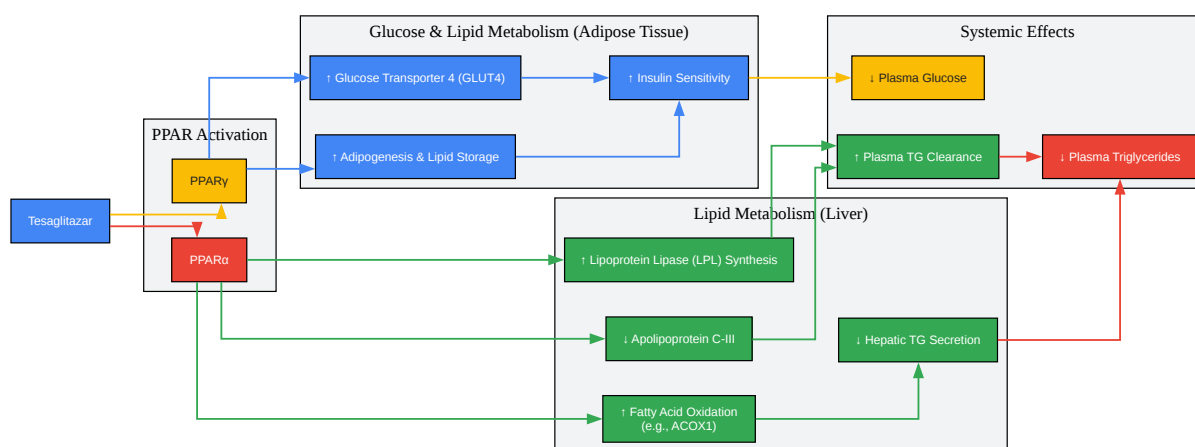 Glucose & Lipid Metabolism (Adipose Tissue)
Systemic Effects
↑ Glucose Transporter 4 (GLUT4)
↑ Insulin Sensitivity
↓ Plasma Glucose
PPAR Activation
↑ Adipogenesis & Lipid Storage
↑ Plasma TG Clearance
↓ Plasma Triglycerides
PPARγ
Tesaglitazar
Lipid Metabolism (Liver)
PPARα
↑ Lipoprotein Lipase (LPL) Synthesis
↓ Apolipoprotein C-III
↓ Hepatic TG Secretion
↑ Fatty Acid Oxidation
(e.g., ACOX1)